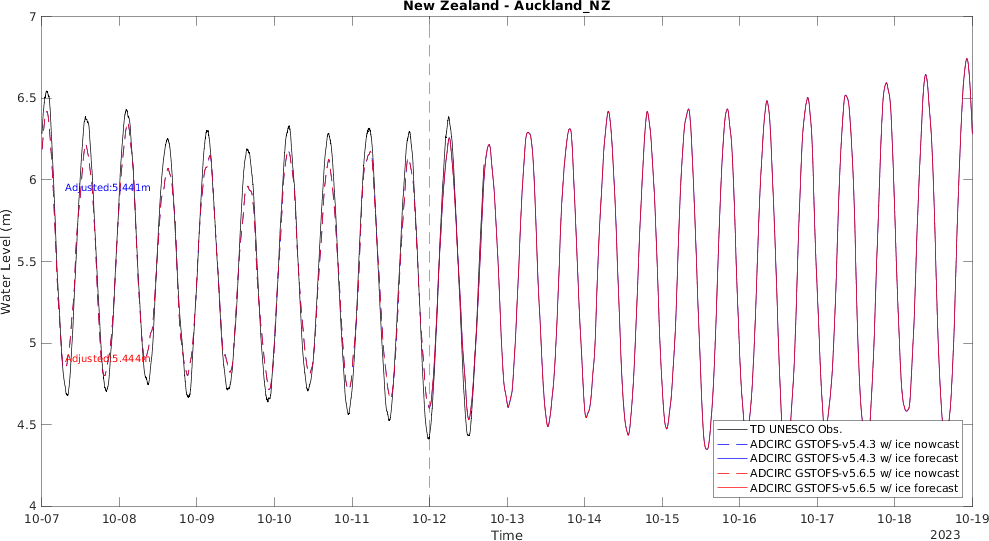 New Zealand - Auckland_NZ
7
6.5
6
5.5
5
4.5
4
Water Level (m)
Adjusted:5.441m
Adjusted:5.444m
TD UNESCO Obs.
ADCIRC GSTOFS-v5.4.3 w/ ice nowcast
ADCIRC GSTOFS-v5.4.3 w/ ice forecast
ADCIRC GSTOFS-v5.6.5 w/ ice nowcast
ADCIRC GSTOFS-v5.6.5 w/ ice forecast
10-07 10-08 10-09 10-10 10-11 10-12 10-13 10-14 10-15 10-16 10-17 10-18 10-19
Time
2023